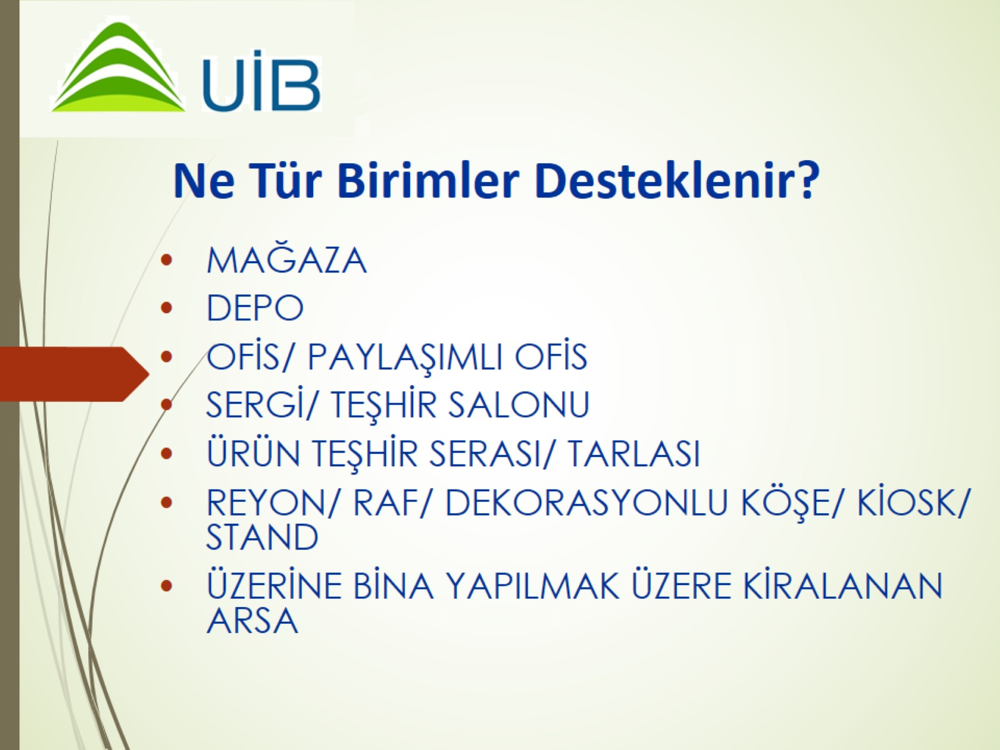 UİB
Ne Tür Birimler Desteklenir?
• MAĞAZA
• DEPO
• OFİS/ PAYLAŞIMLI OFİS
• SERGİ/ TEŞHİR SALONU
• ÜRÜN TEŞHİR SERASI/ TARLASI
• REYON/ RAF/ DEKORASYONLU KÖŞE/ KİOSK/
STAND
• ÜZERİNE BİNA YAPILMAK ÜZERE KİRALANAN
ARSA